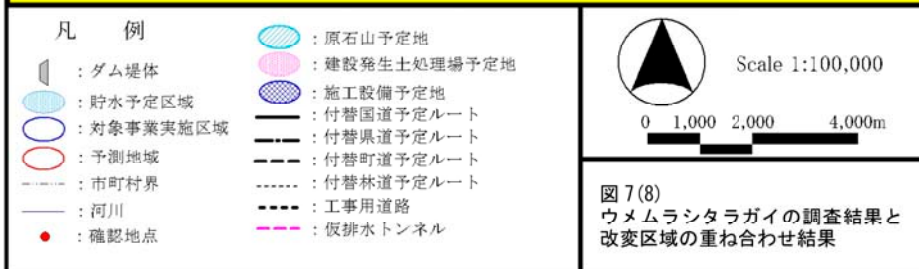 凡 例
: ダム堤体
: 貯水予定区域
: 対象事業実施区域
: 予測地域
: 市町村界
: 河川
: 確認地点
: 原石山予定地
: 建設発生土処理場予定地
: 施工設備予定地
: 付替国道予定ルート
: 付替県道予定ルート
: 付替町道予定ルート
: 付替林道予定ルート
: 工事用道路
: 仮排水トンネル
Scale 1:100,000
0 1,000 2,000 4,000m
図 7(8)
ウメムラシタラガイの調査結果と
改変区域の重ね合わせ結果